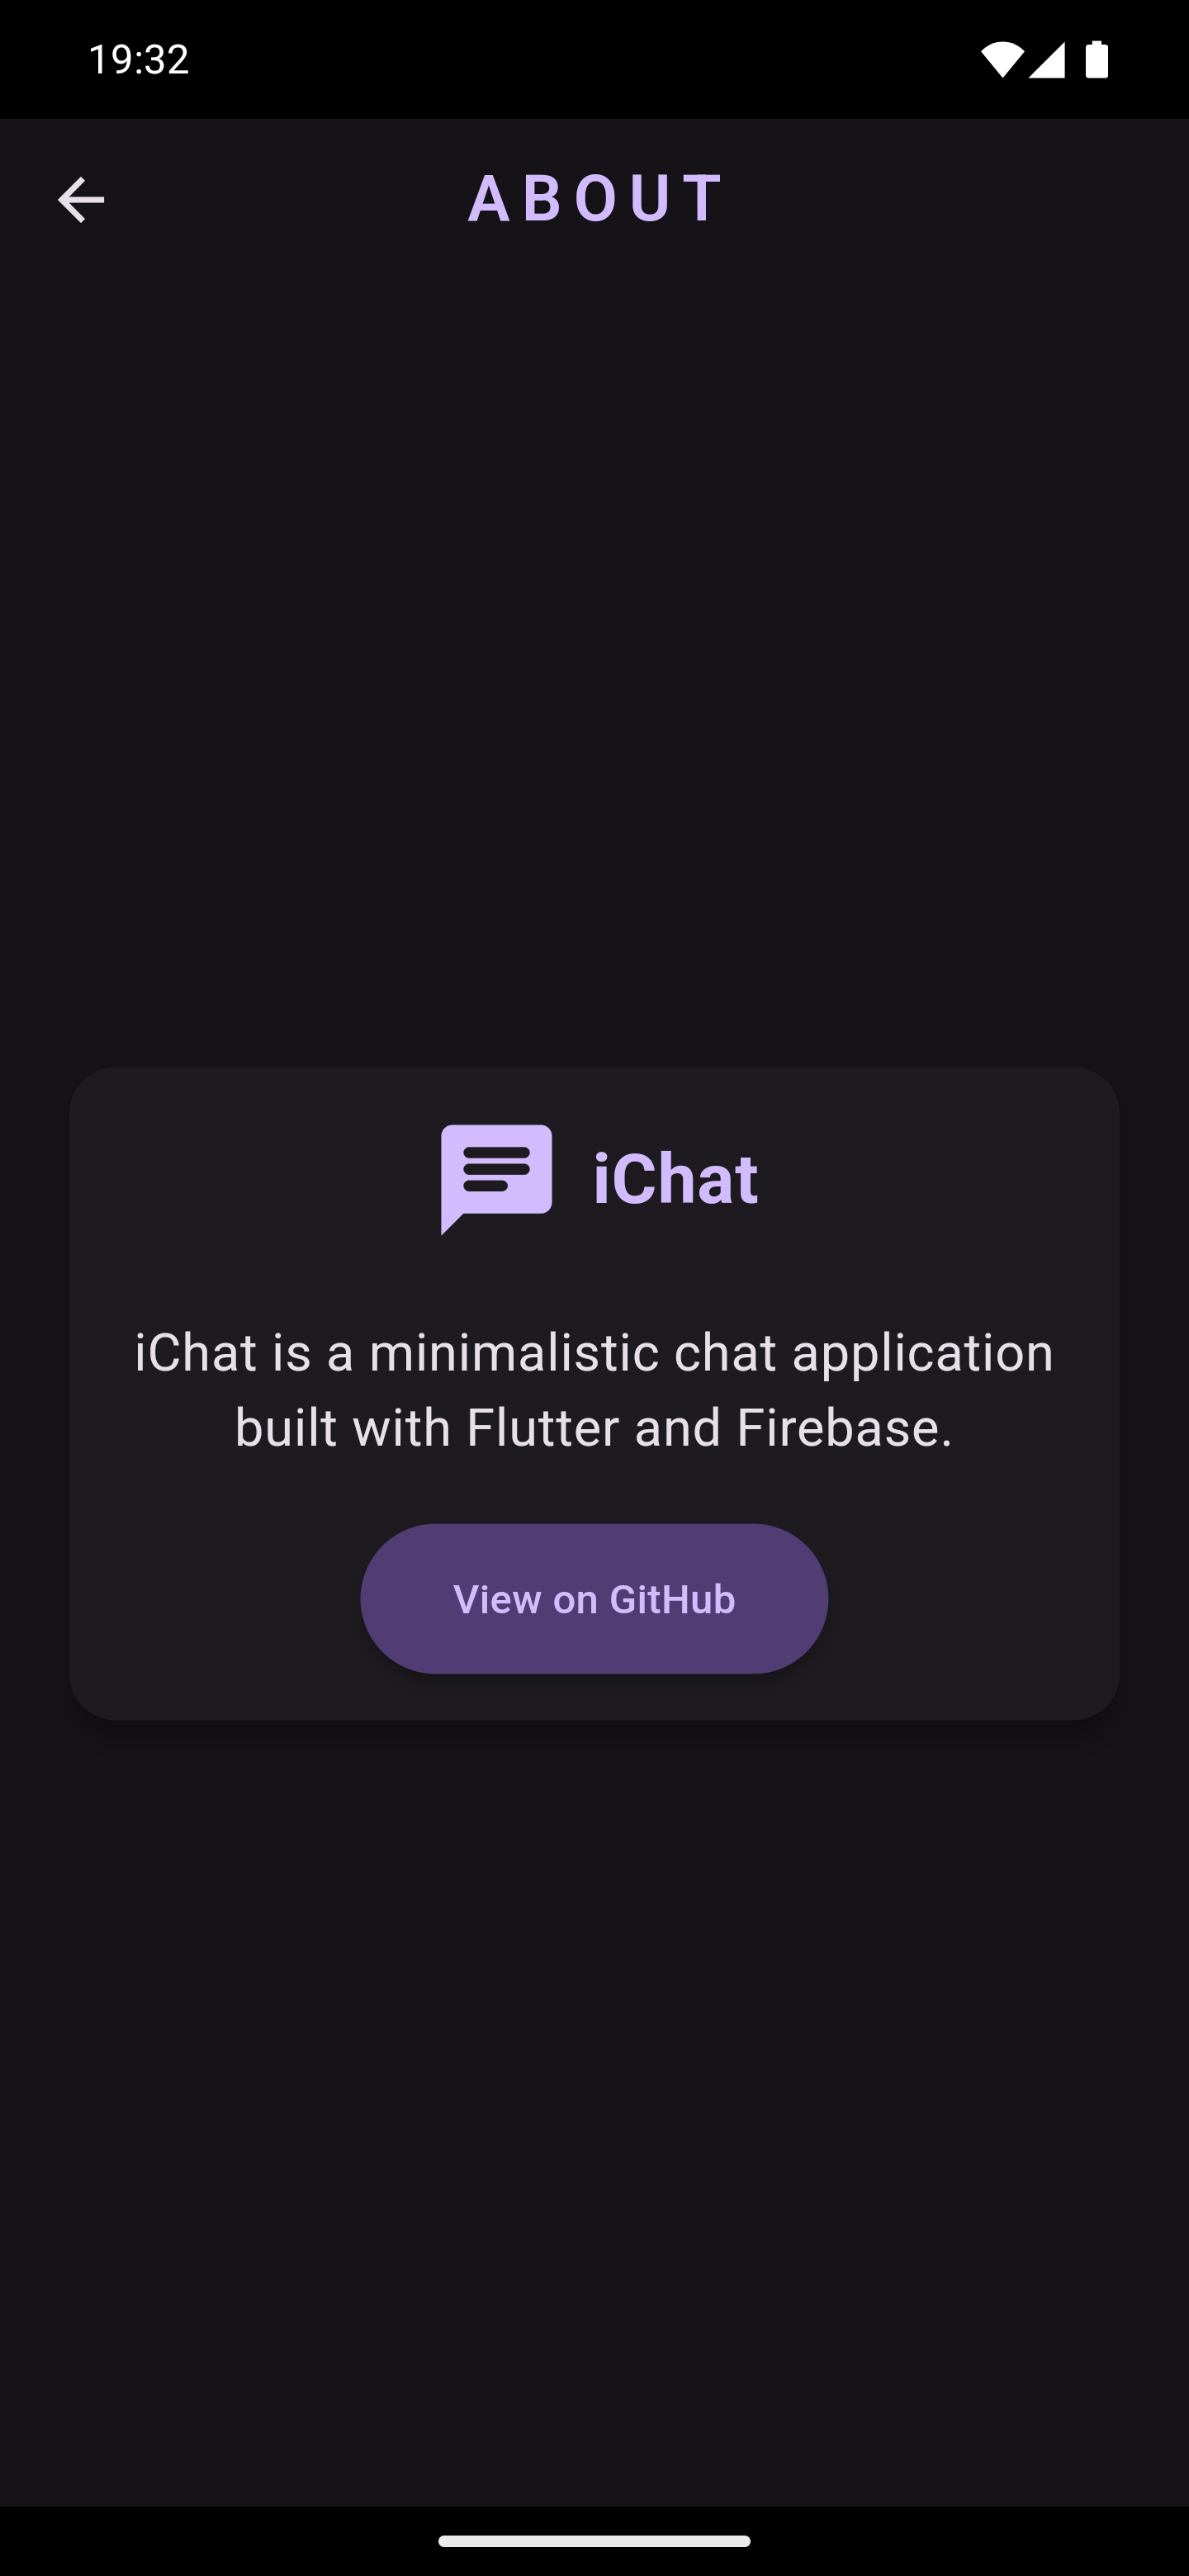 19:32
ABOUT
iChat
iChat is a minimalistic chat application
built with Flutter and Firebase.
View on GitHub